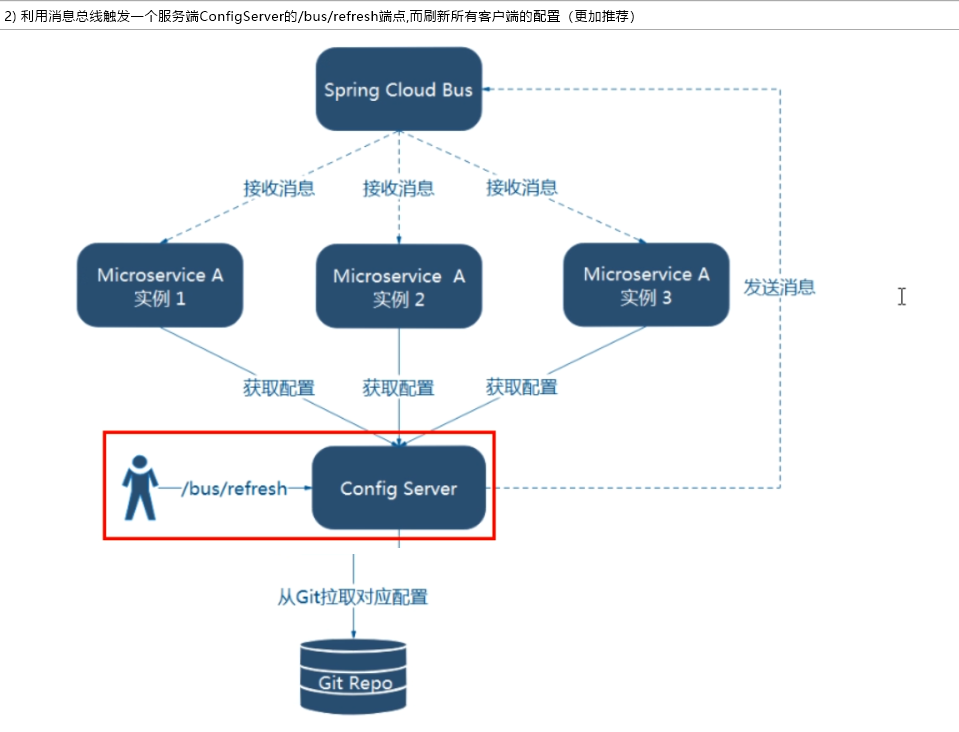 2) 利用消息总线触发一个服务端ConfigServer的/bus/refresh端点,而刷新所有客户端的配置（更加推荐）
Spring Cloud Bus
接收消息
接收消息
接收消息
Microservice A
实例 1
Microservice A
实例 2
Microservice A
实例 3
发送消息
获取配置
获取配置
获取配置
/bus/refresh
Config Server
从Git拉取对应配置
Git Repo